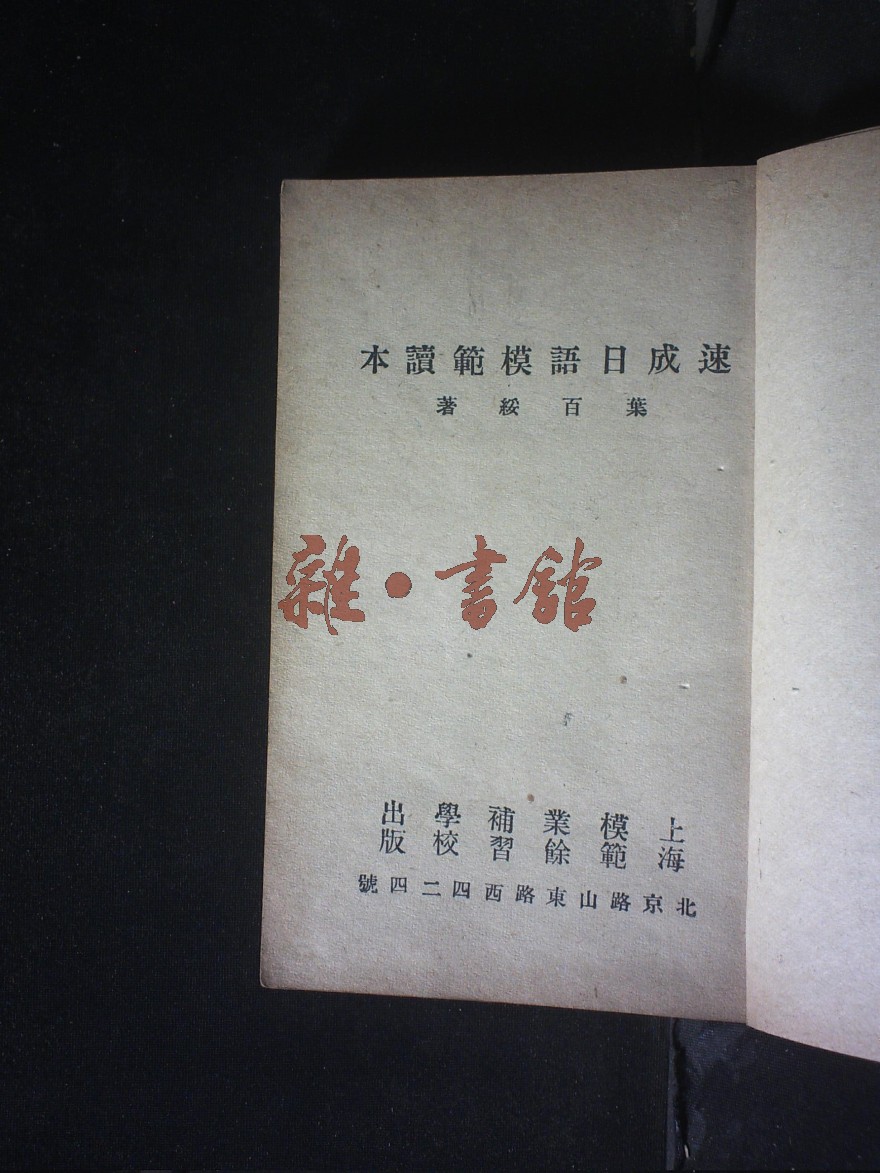 速成日語模範讀本
葉百綏著
雜·書館
上海模範業餘補習學校出版
北京路山東路西四二四號